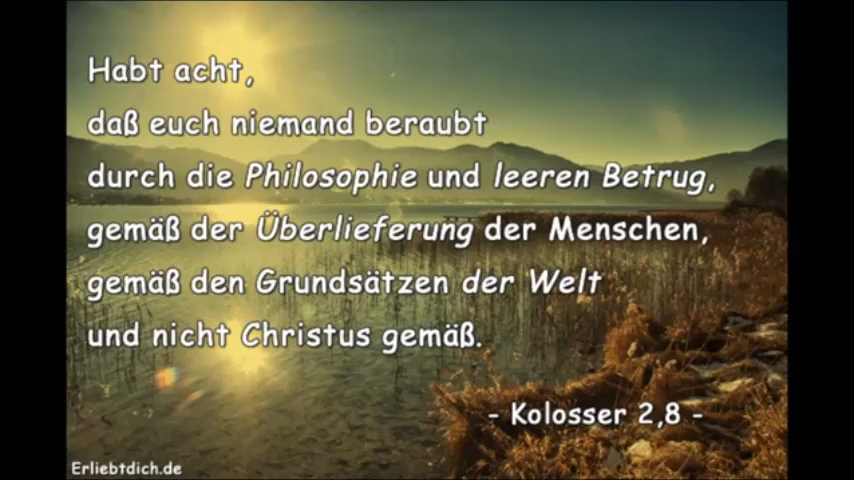 Habt acht,
daß euch niemand beraubt
durch die Philosophie und leeren Betrug,
gemäß der Überlieferung der Menschen,
gemäß den Grundsätzen der Welt
und nicht Christus gemäß.
- Kolosser 2,8 -
Erliebtdich.de